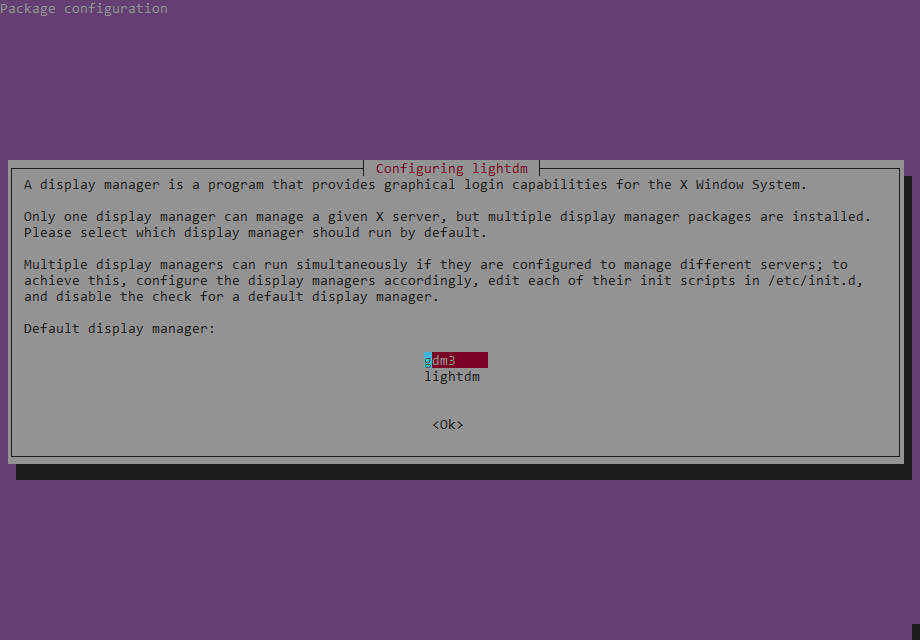 Package configuration
Configuring lightdm
A display manager is a program that provides graphical login capabilities for the X Window System.
Only one display manager can manage a given X server, but multiple display manager packages are installed.
Please select which display manager should run by default.
Multiple display managers can run simultaneously if they are configured to manage different servers; to
achieve this, configure the display managers accordingly, edit each of their init scripts in /etc/init.d,
and disable the check for a default display manager.
Default display manager:
gdm3
lightdm
<Ok>